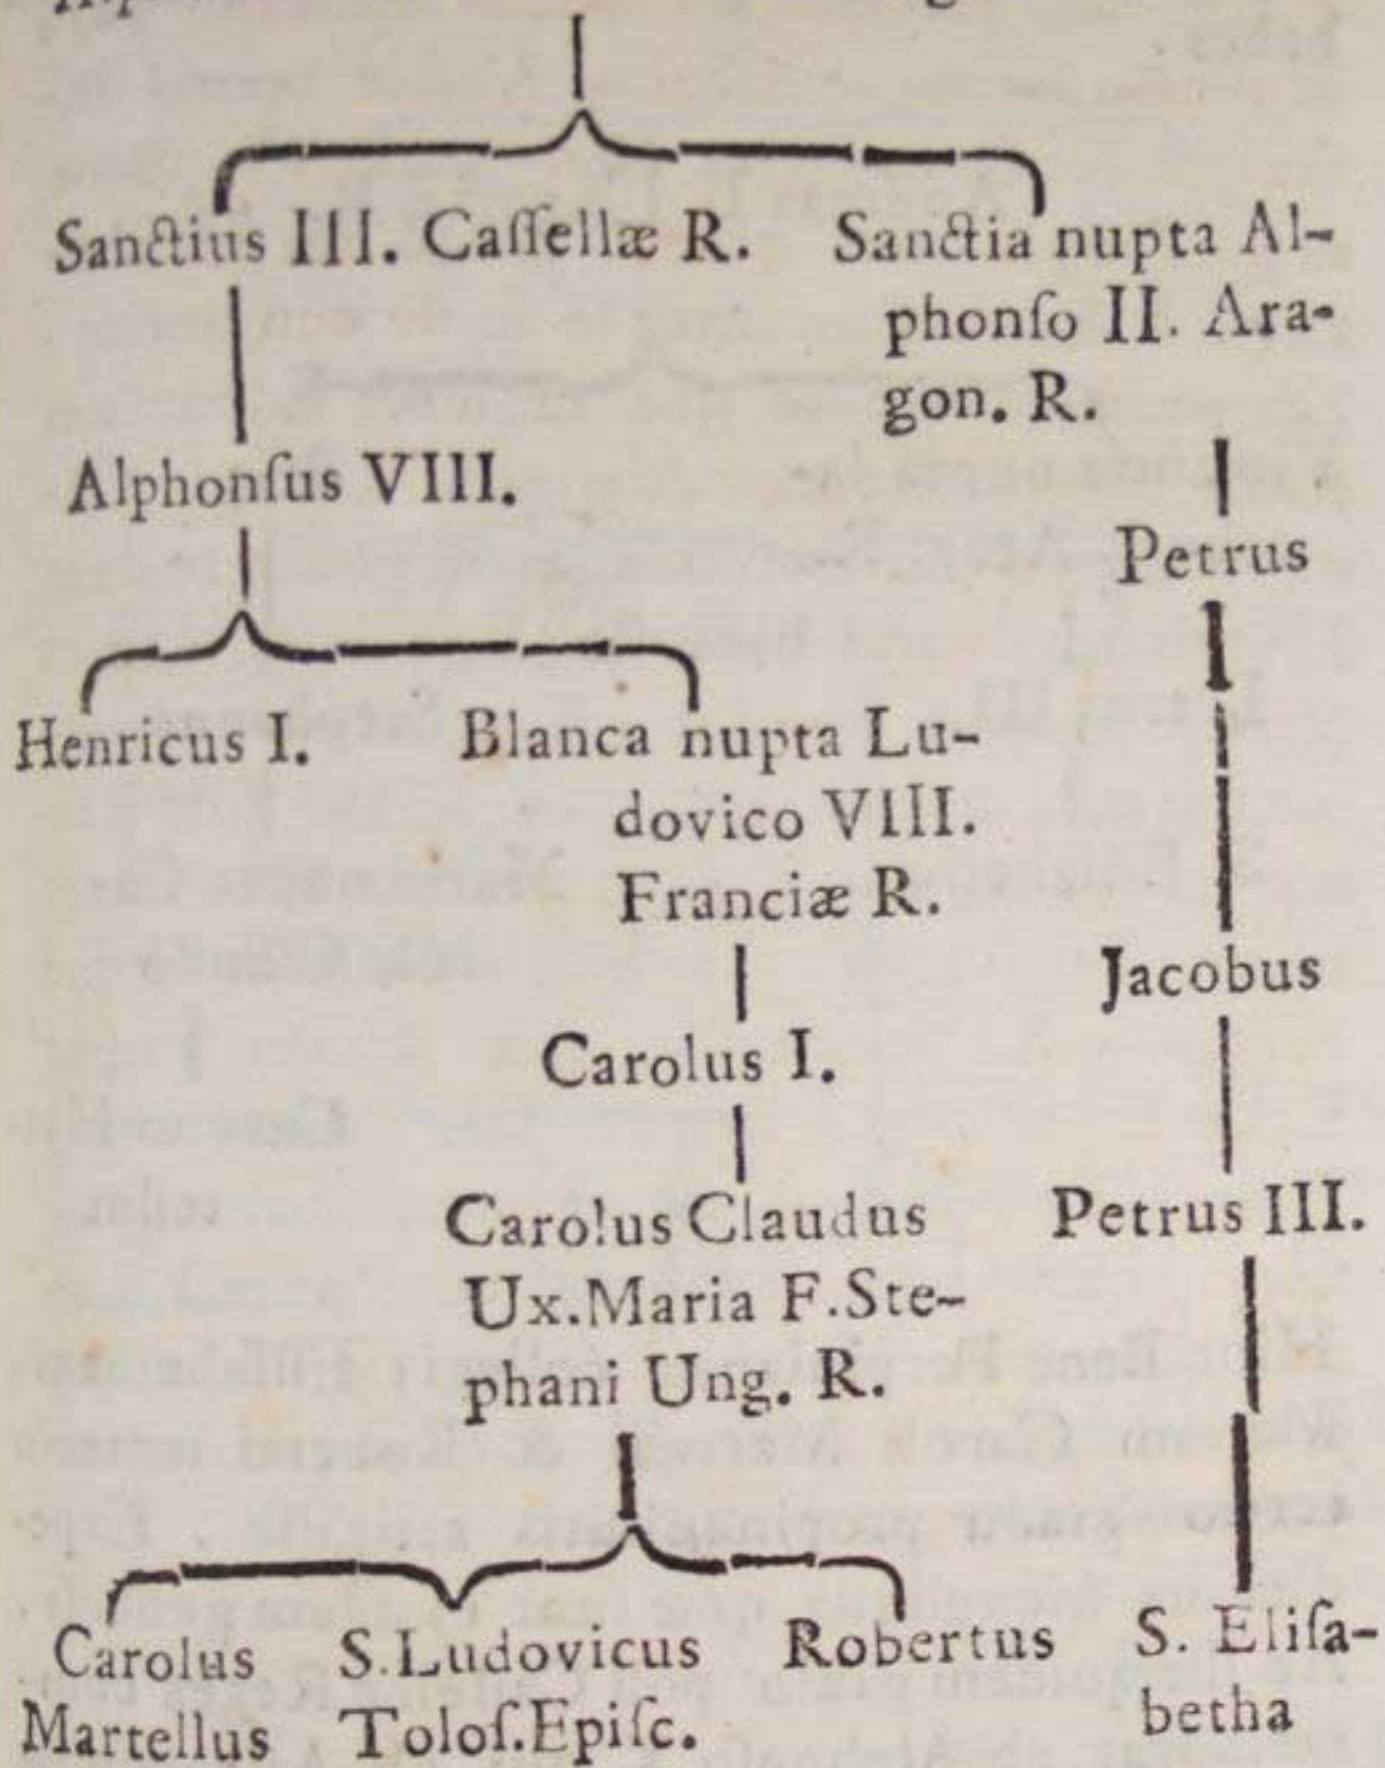 Sanctius III. Caſſellæ R.
Sanctia nupta Al-
phonſo II. Ara-
gon. R.
Alphonſus VIII.
Petrus
Henricus I.
Blanca nupta Lu-
dovico VIII.
Franciæ R.
Jacobus
Carolus I.
Carolus Claudus
Ux.Maria F.Ste-
phani Ung. R.
Petrus III.
Carolus
Martellus
S.Ludovicus
Toloſ.Epiſc.
Robertus
S. Eliſa-
betha